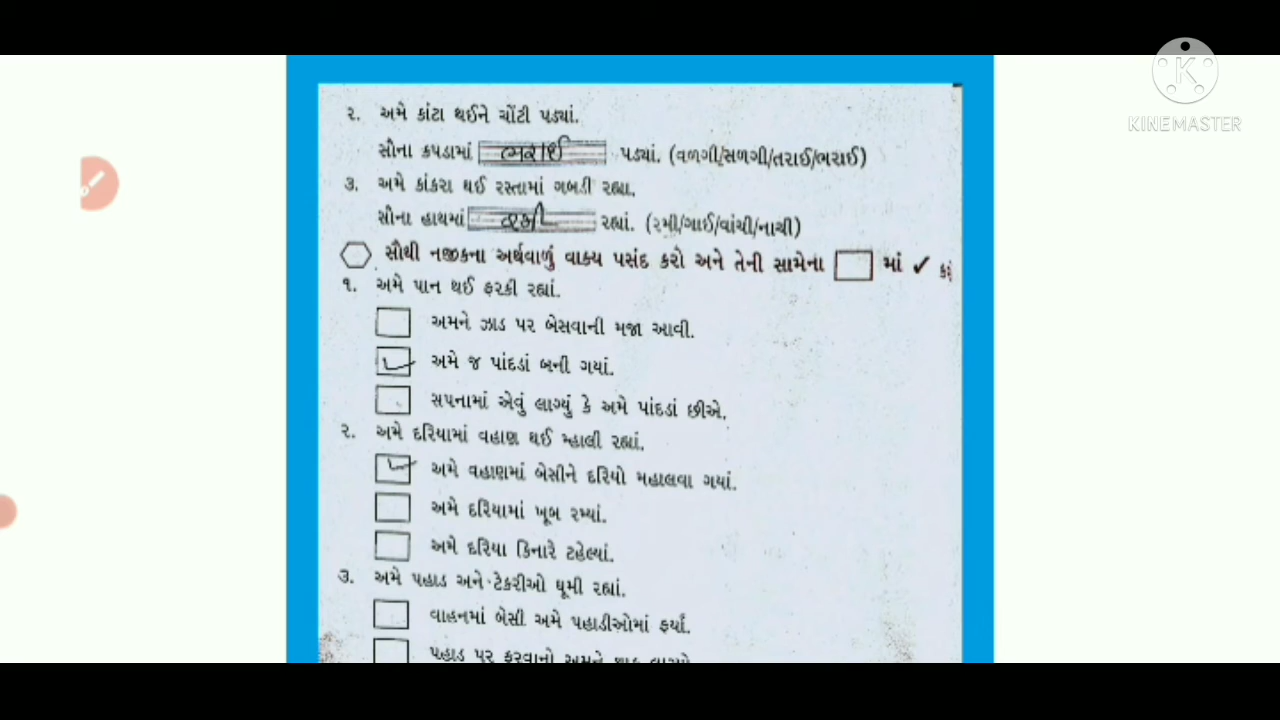 KINEMASTER
૨. અમે કાંટા થઈને ચોંટી પડ્યાં.
સૌના કપડામાં ભરાઈ પડ્યાં. (વળગી/સળગી/તરાઈ/ભરાઈ)
૩. અમે કાંકરા થઈ રસ્તામાં ગબડી રહ્યા.
સૌના હાથમાં રમી રહ્યાં. (રમી/ગાઈ/વાંચી/નાચી)
સૌથી નજીકના અર્થવાળું વાક્ય પસંદ કરો અને તેની સામેના માં ✓
૧. અમે પાન થઈ ફરકી રહ્યાં.
અમને ઝાડ પર બેસવાની મજા આવી.
અમે જ પાંદડાં બની ગયાં.
સપનામાં એવું લાગ્યું કે અમે પાંદડાં છીએ.
૨. અમે દરિયામાં વહાણ થઈ મ્હાલી રહ્યાં.
અમે વહાણમાં બેસીને દરિયો મહાલવા ગયાં.
અમે દરિયામાં ખૂબ રમ્યાં.
અમે દરિયા કિનારે ટહેલ્યાં.
૩. અમે પહાડ અને ટેકરીઓ ઘૂમી રહ્યાં.
વાહનમાં બેસી અમે પહાડીઓમાં ફર્યાં.
પહાડ પર ફરવાનો અમને